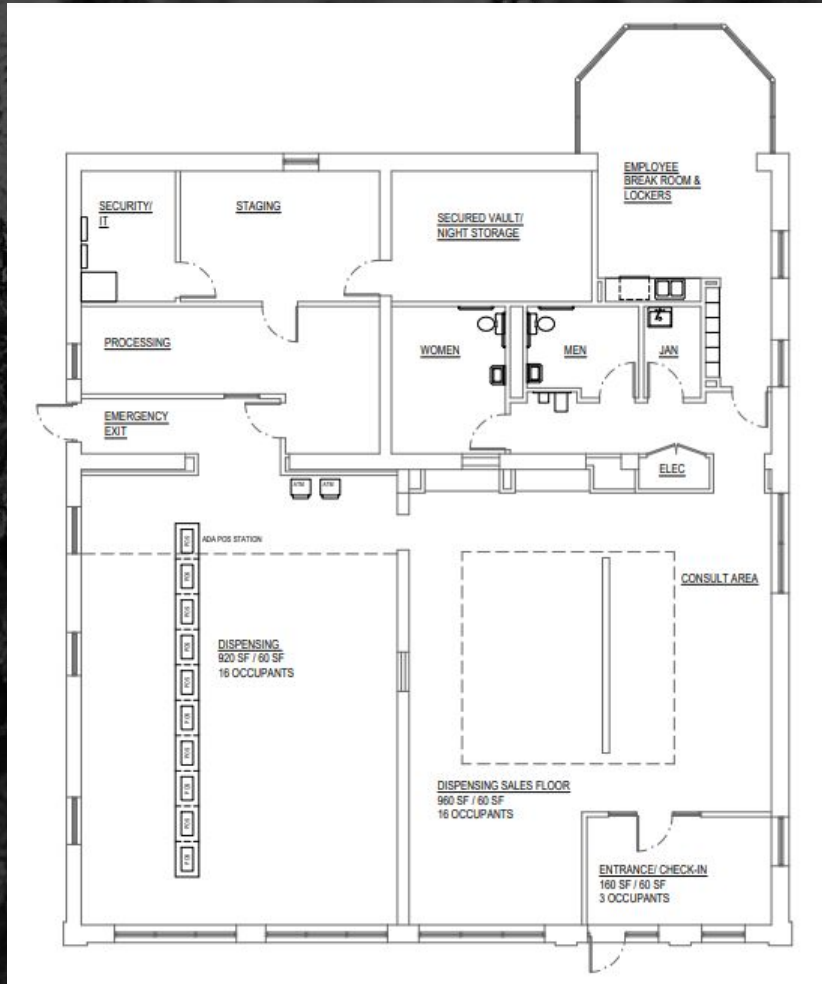 EMPLOYEE
BREAK ROOM &
LOCKERS
SECURITY/
IT
STAGING
SECURED VAULT/
NIGHT STORAGE
PROCESSING
WOMEN
MEN
JAN
EMERGENCY
EXIT
ELEC
ATM
ATM
POS
ADA POS STATION
POS
POS
POS
POS
POS
POS
POS
POS
POS
CONSULT AREA
DISPENSING
920 SF / 60 SF
16 OCCUPANTS
DISPENSING SALES FLOOR
960 SF / 60 SF
16 OCCUPANTS
ENTRANCE/ CHECK-IN
160 SF / 60 SF
3 OCCUPANTS